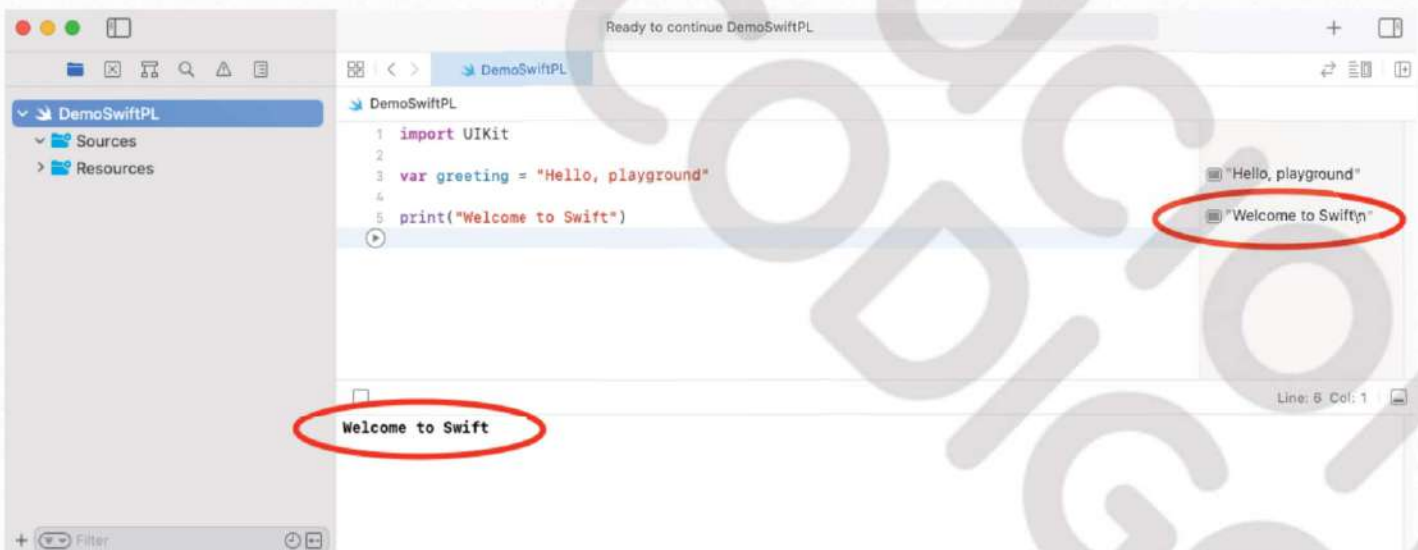 Ready to continue DemoSwiftPL
DemoSwiftPL
DemoSwiftPL
Sources
Resources
DemoSwiftPL
1 import UIKit
2
3 var greeting = "Hello, playground"
4
5 print("Welcome to Swift")
"Hello, playground"
"Welcome to Swift\n"
Line: 6 Col: 1
Welcome to Swift
Filter